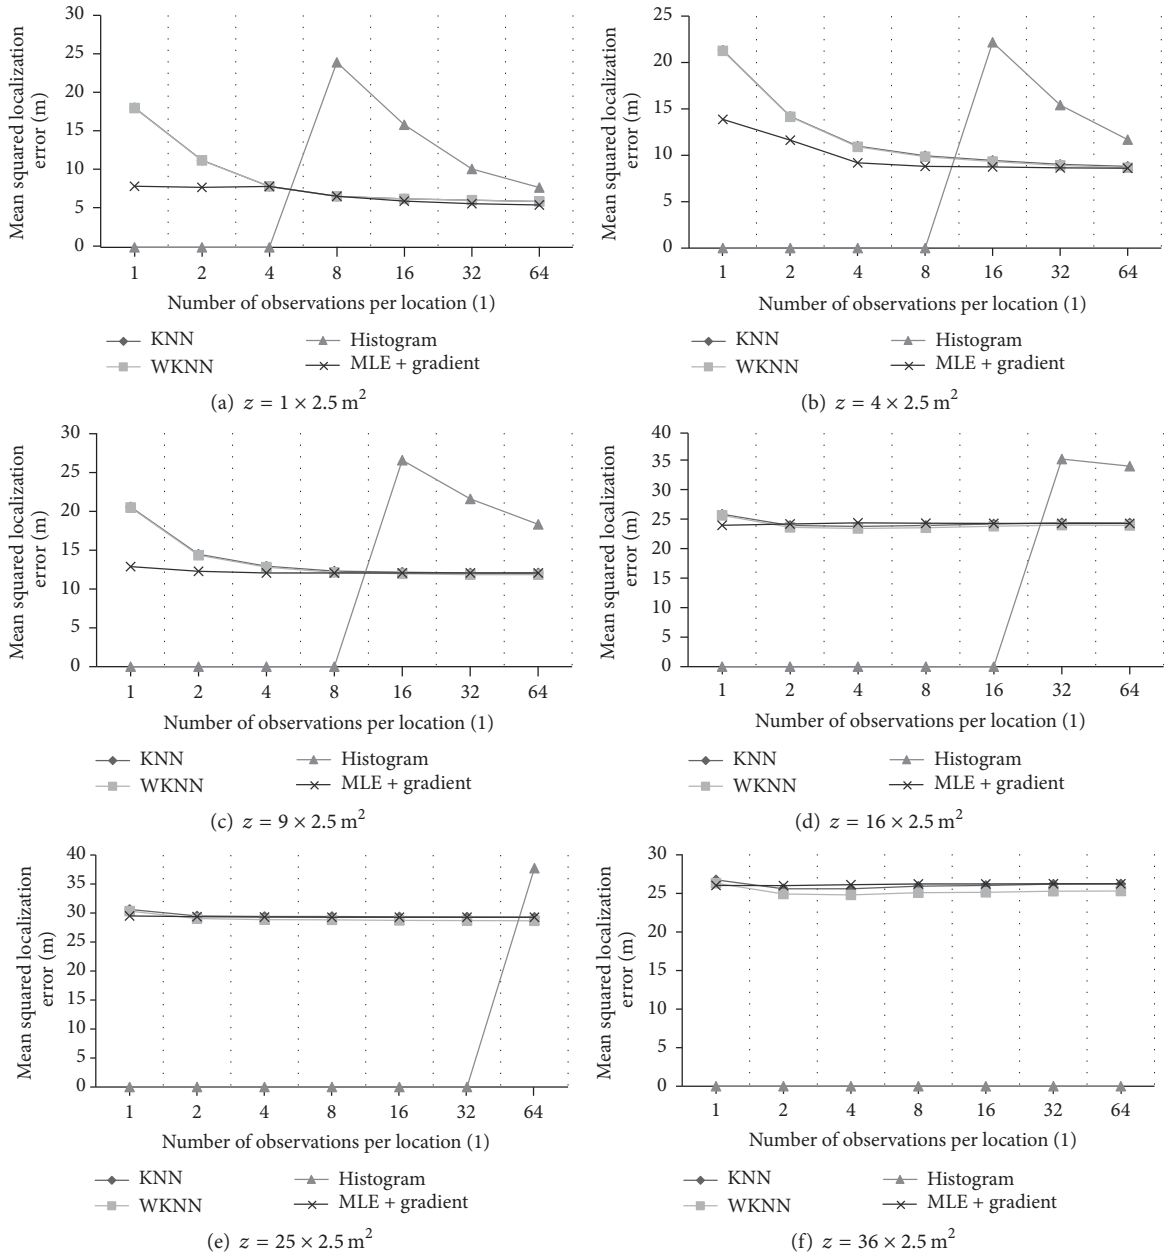 Mean squared localization
error (m)
30
25
20
15
10
5
0
1 2 4 8 16 32 64
Number of observations per location (1)
KNN
WKNN
Histogram
MLE + gradient
(a) z = 1 × 2.5 m²
Mean squared localization
error (m)
25
20
15
10
5
0
1 2 4 8 16 32 64
Number of observations per location (1)
KNN
WKNN
Histogram
MLE + gradient
(b) z = 4 × 2.5 m²
Mean squared localization
error (m)
30
25
20
15
10
5
0
1 2 4 8 16 32 64
Number of observations per location (1)
KNN
WKNN
Histogram
MLE + gradient
(c) z = 9 × 2.5 m²
Mean squared localization
error (m)
40
35
30
25
20
15
10
5
0
1 2 4 8 16 32 64
Number of observations per location (1)
KNN
WKNN
Histogram
MLE + gradient
(d) z = 16 × 2.5 m²
Mean squared localization
error (m)
40
35
30
25
20
15
10
5
0
1 2 4 8 16 32 64
Number of observations per location (1)
KNN
WKNN
Histogram
MLE + gradient
(e) z = 25 × 2.5 m²
Mean squared localization
error (m)
30
25
20
15
10
5
0
1 2 4 8 16 32 64
Number of observations per location (1)
KNN
WKNN
Histogram
MLE + gradient
(f) z = 36 × 2.5 m²